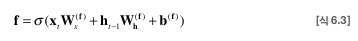 f = σ(x_t W_x^(f) + h_{t-1} W_h^(f) + b^(f)) [식 6.3]